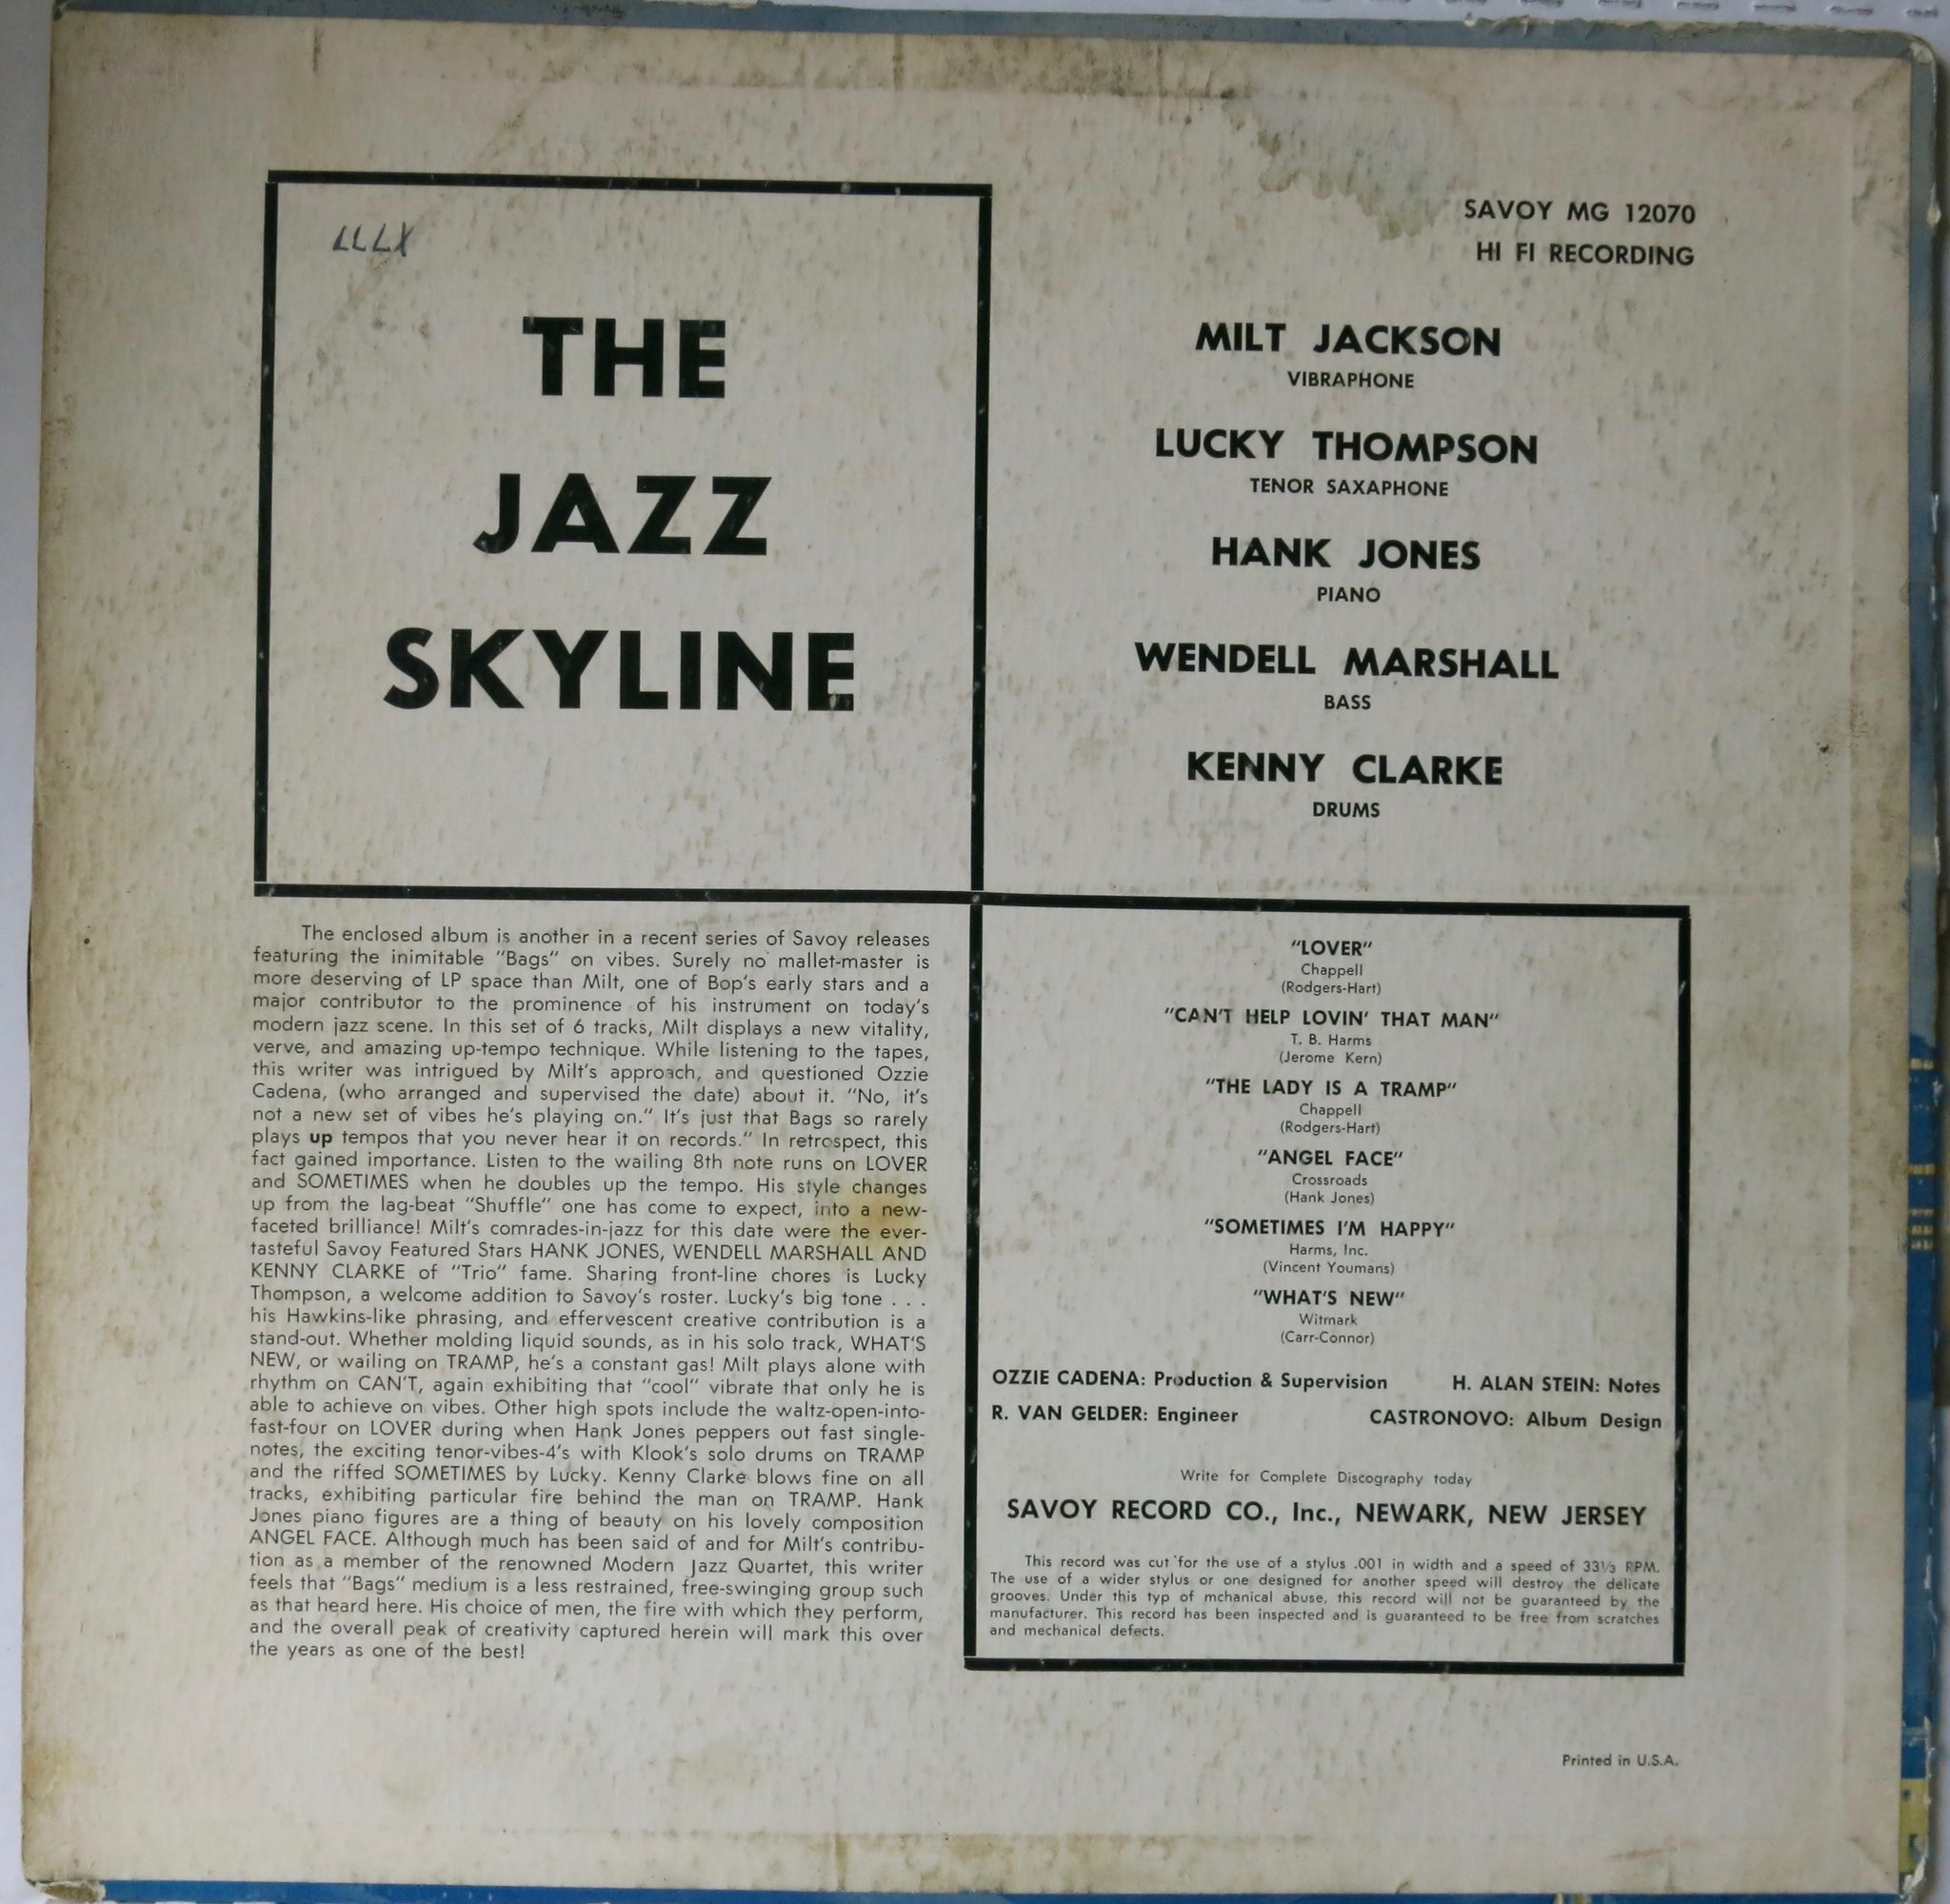 LLLX
THE
JAZZ
SKYLINE
SAVOY MG 12070
HI FI RECORDING
MILT JACKSON
VIBRAPHONE
LUCKY THOMPSON
TENOR SAXAPHONE
HANK JONES
PIANO
WENDELL MARSHALL
BASS
KENNY CLARKE
DRUMS
The enclosed album is another in a recent series of Savoy releases
featuring the inimitable "Bags" on vibes. Surely no mallet-master is
more deserving of LP space than Milt, one of Bop's early stars and a
major contributor to the prominence of his instrument on today's
modern jazz scene. In this set of 6 tracks, Milt displays a new vitality,
verve, and amazing up-tempo technique. While listening to the tapes,
this writer was intrigued by Milt's approach, and questioned Ozzie
Cadena, (who arranged and supervised the date) about it. "No, it's
not a new set of vibes he's playing on." It's just that Bags so rarely
plays up tempos that you never hear it on records." In retrospect, this
fact gained importance. Listen to the wailing 8th note runs on LOVER
and SOMETIMES when he doubles up the tempo. His style changes
up from the lag-beat "Shuffle" one has come to expect, into a new-
faceted brilliance! Milt's comrades-in-jazz for this date were the ever-
tasteful Savoy Featured Stars HANK JONES, WENDELL MARSHALL AND
KENNY CLARKE of "Trio" fame. Sharing front-line chores is Lucky
Thompson, a welcome addition to Savoy's roster. Lucky's big tone . . .
his Hawkins-like phrasing, and effervescent creative contribution is a
stand-out. Whether molding liquid sounds, as in his solo track, WHAT'S
NEW, or wailing on TRAMP, he's a constant gas! Milt plays alone with
rhythm on CAN'T, again exhibiting that "cool" vibrate that only he is
able to achieve on vibes. Other high spots include the waltz-open-into-
fast-four on LOVER during when Hank Jones peppers out fast single-
notes, the exciting tenor-vibes-4's with Klook's solo drums on TRAMP
and the riffed SOMETIMES by Lucky. Kenny Clarke blows fine on all
tracks, exhibiting particular fire behind the man on TRAMP. Hank
Jones piano figures are a thing of beauty on his lovely composition
ANGEL FACE. Although much has been said of and for Milt's contribu-
tion as a member of the renowned Modern Jazz Quartet, this writer
feels that "Bags" medium is a less restrained, free-swinging group such
as that heard here. His choice of men, the fire with which they perform,
and the overall peak of creativity captured herein will mark this over
the years as one of the best!
"LOVER"
Chappell
(Rodgers-Hart)
"CAN'T HELP LOVIN' THAT MAN"
T. B. Harms
(Jerome Kern)
"THE LADY IS A TRAMP"
Chappell
(Rodgers-Hart)
"ANGEL FACE"
Crossroads
(Hank Jones)
"SOMETIMES I'M HAPPY"
Harms, Inc.
(Vincent Youmans)
"WHAT'S NEW"
Witmark
(Carr-Connor)
OZZIE CADENA: Production & Supervision H. ALAN STEIN: Notes
R. VAN GELDER: Engineer CASTRONOVO: Album Design
Write for Complete Discography today
SAVOY RECORD CO., Inc., NEWARK, NEW JERSEY
This record was cut for the use of a stylus .001 in width and a speed of 33⅓ RPM.
The use of a wider stylus or one designed for another speed will destroy the delicate
grooves. Under this typ of mchanical abuse, this record will not be guaranteed by the
manufacturer. This record has been inspected and is guaranteed to be free from scratches
and mechanical defects.
Printed in U.S.A.